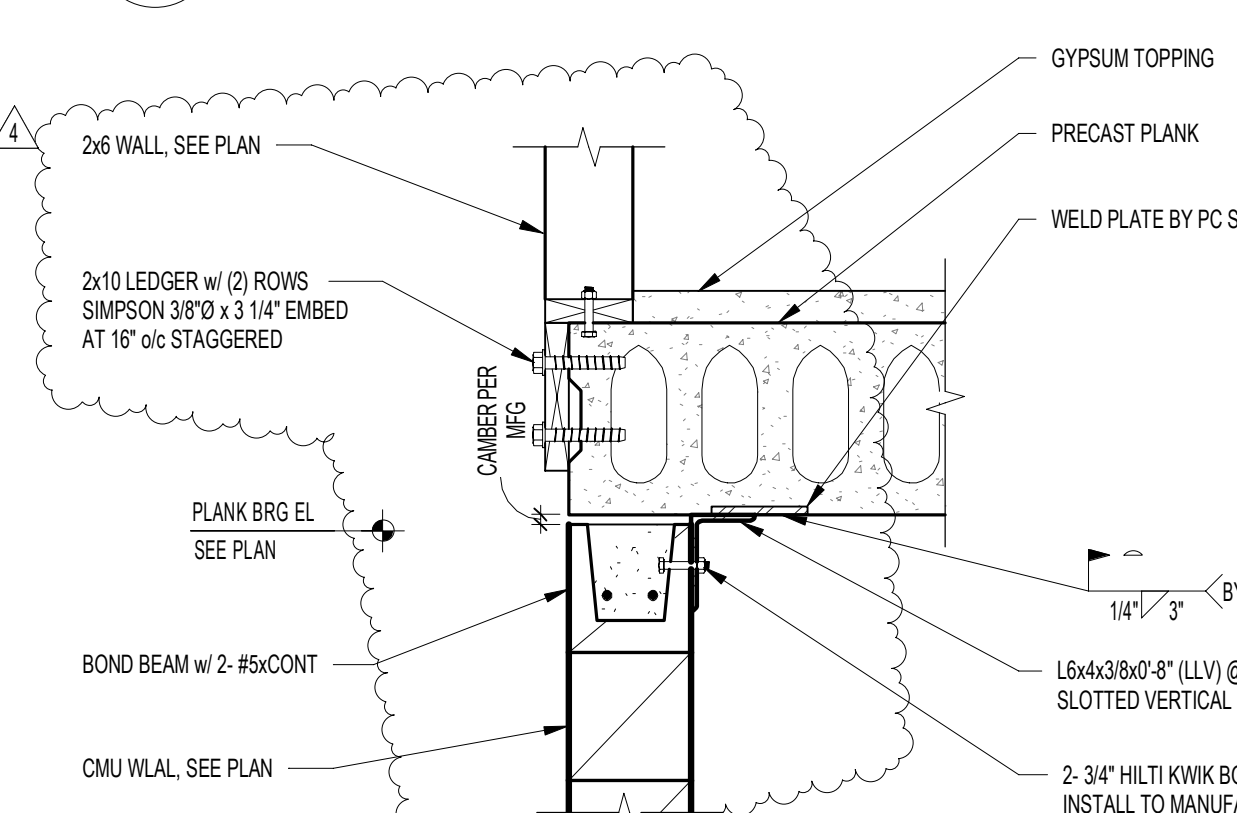 4
2x6 WALL, SEE PLAN
2x10 LEDGER w/ (2) ROWS
SIMPSON 3/8"Ø x 3 1/4" EMBED
AT 16" o/c STAGGERED
CAMBER PER
MFG
PLANK BRG EL
SEE PLAN
BOND BEAM w/ 2- #5xCONT
CMU WLAL, SEE PLAN
GYPSUM TOPPING
PRECAST PLANK
WELD PLATE BY PC S
1/4" 3" BY
L6x4x3/8x0'-8" (LLV) @
SLOTTED VERTICAL
2- 3/4" HILTI KWIK BO
INSTALL TO MANUFA